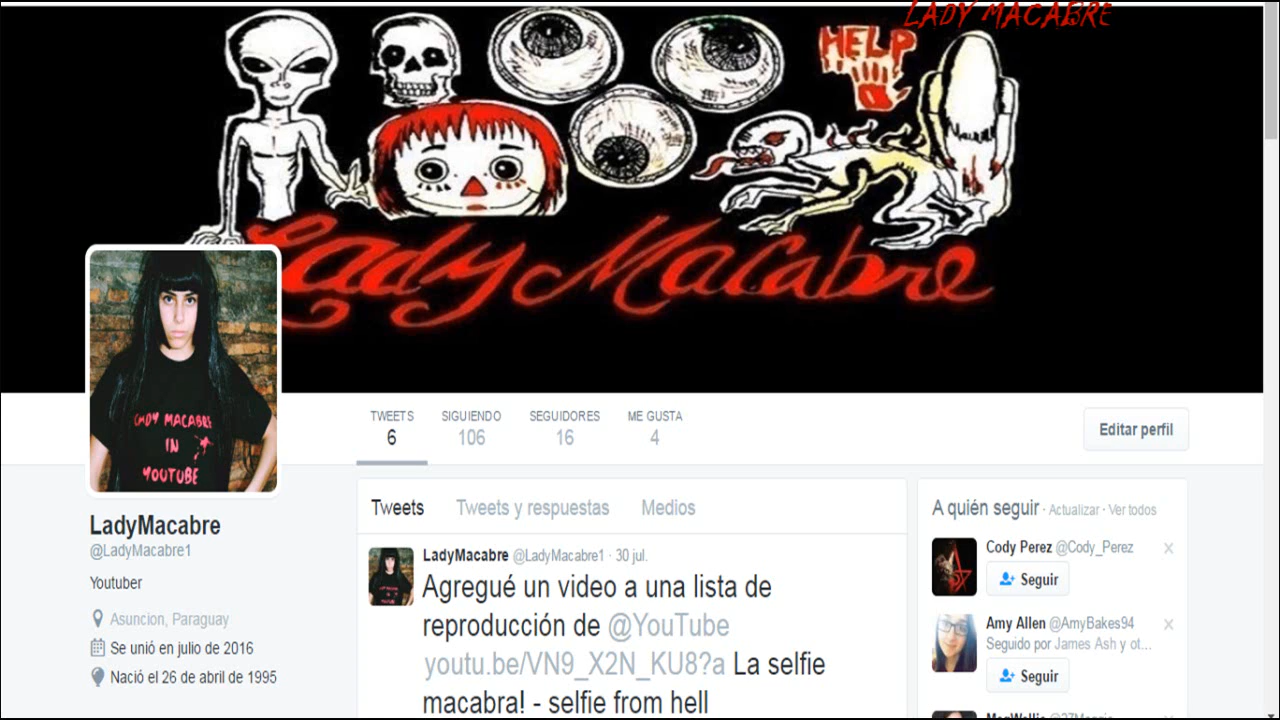 LADY MACABRE
HELP
Lady Macabre
LADY MACABRE
IN
YOUTUBE
TWEETS
6
SIGUIENDO
106
SEGUIDORES
16
ME GUSTA
4
Editar perfil
LadyMacabre
@LadyMacabre1
Youtuber
Asuncion, Paraguay
Se unió en julio de 2016
Nació el 26 de abril de 1995
Tweets Tweets y respuestas Medios
LadyMacabre @LadyMacabre1 · 30 jul.
Agregué un video a una lista de
reproducción de @YouTube
youtu.be/VN9_X2N_KU8?a La selfie
macabra! - selfie from hell
A quién seguir · Actualizar · Ver todos
Cody Perez @Cody_Perez
Seguir
Amy Allen @AmyBakes94
Seguido por James Ash y ot...
Seguir